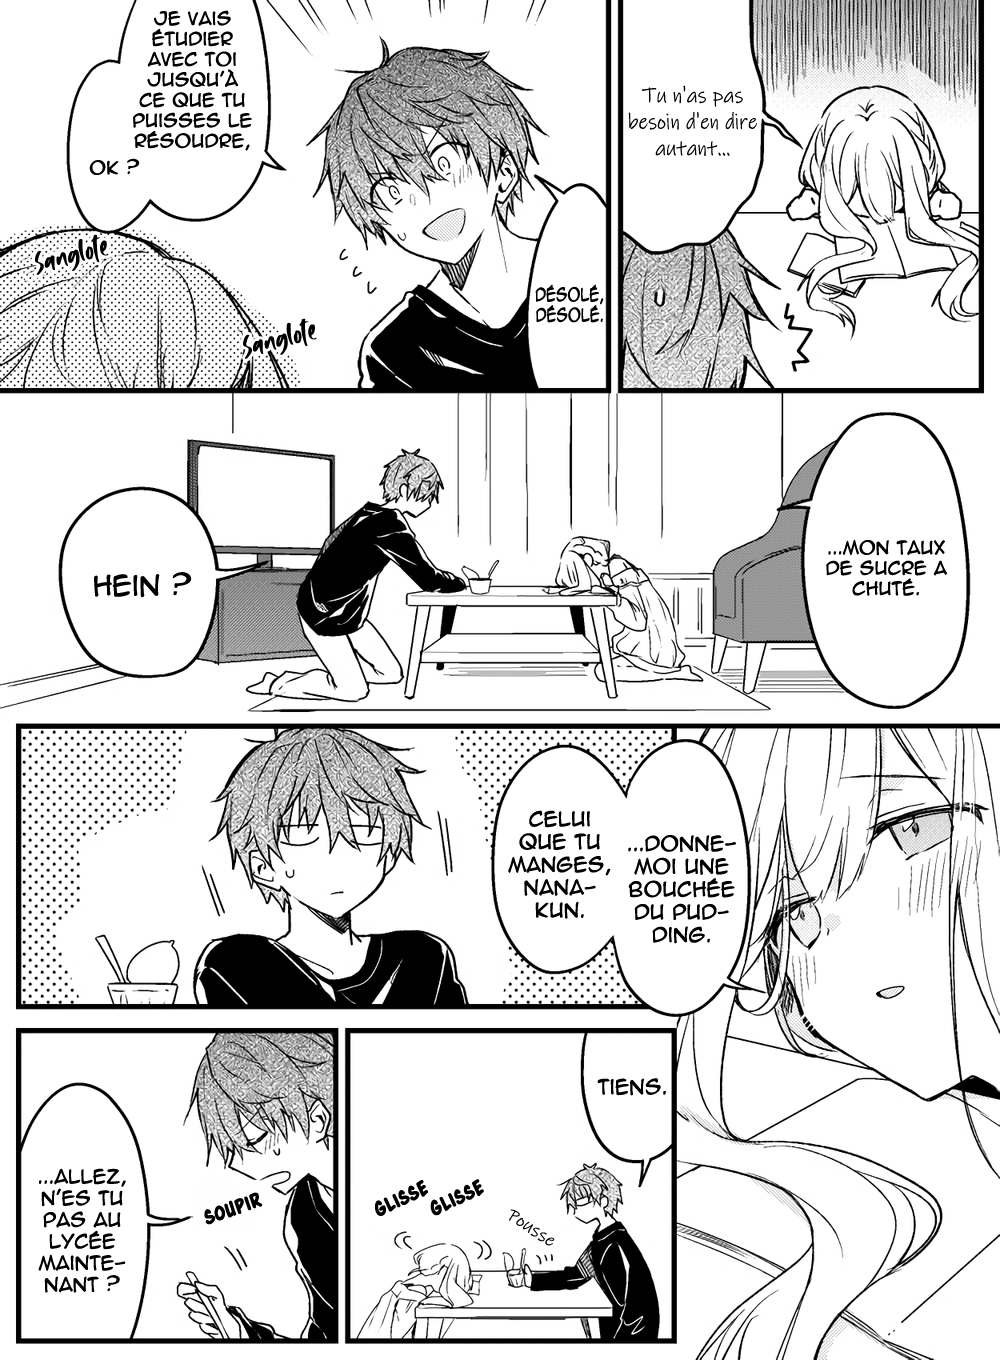 Tu n'as pas
besoin d'en dire
autant...
DÉSOLÉ,
DÉSOLÉ.
JE VAIS
ÉTUDIER
AVEC TOI
JUSQU'À
CE QUE TU
PUISSES LE
RÉSOUDRE,
OK ?
Sanglote
Sanglote
...MON TAUX
DE SUCRE A
CHUTÉ.
HEIN ?
...DONNE-
MOI UNE
BOUCHÉE
DU PUD-
DING.
CELUI
QUE TU
MANGES,
NANA-
KUN.
TIENS.
Pousse
GLISSE
GLISSE
SOUPIR
...ALLEZ,
N'ES TU
PAS AU
LYCÉE
MAINTE-
NANT ?